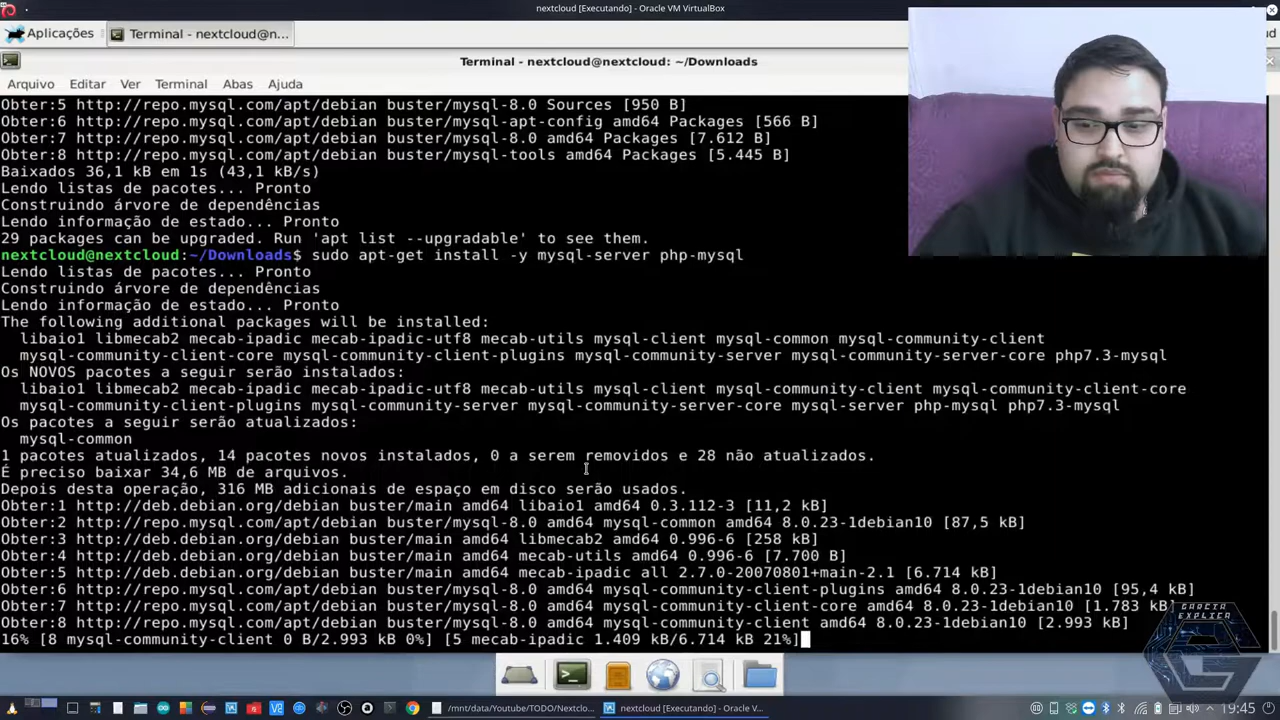 nextcloud [Executando] - Oracle VM VirtualBox
Aplicações
Terminal - nextcloud@n...
Terminal - nextcloud@nextcloud: ~/Downloads
Arquivo Editar Ver Terminal Abas Ajuda
Obter:5 http://repo.mysql.com/apt/debian buster/mysql-8.0 Sources [950 B]
Obter:6 http://repo.mysql.com/apt/debian buster/mysql-apt-config amd64 Packages [566 B]
Obter:7 http://repo.mysql.com/apt/debian buster/mysql-8.0 amd64 Packages [7.612 B]
Obter:8 http://repo.mysql.com/apt/debian buster/mysql-tools amd64 Packages [5.445 B]
Baixados 36,1 kB em 1s (43,1 kB/s)
Lendo listas de pacotes... Pronto
Construindo árvore de dependências
Lendo informação de estado... Pronto
29 packages can be upgraded. Run 'apt list --upgradable' to see them.
nextcloud@nextcloud:~/Downloads$ sudo apt-get install -y mysql-server php-mysql
Lendo listas de pacotes... Pronto
Construindo árvore de dependências
Lendo informação de estado... Pronto
The following additional packages will be installed:
libaio1 libmecab2 mecab-ipadic mecab-ipadic-utf8 mecab-utils mysql-client mysql-common mysql-community-client
mysql-community-client-core mysql-community-client-plugins mysql-community-server mysql-community-server-core php7.3-mysql
Os NOVOS pacotes a seguir serão instalados:
libaio1 libmecab2 mecab-ipadic mecab-ipadic-utf8 mecab-utils mysql-client mysql-community-client mysql-community-client-core
mysql-community-client-plugins mysql-community-server mysql-community-server-core mysql-server php-mysql php7.3-mysql
Os pacotes a seguir serão atualizados:
mysql-common
1 pacotes atualizados, 14 pacotes novos instalados, 0 a serem removidos e 28 não atualizados.
É preciso baixar 34,6 MB de arquivos.
Depois desta operação, 316 MB adicionais de espaço em disco serão usados.
Obter:1 http://deb.debian.org/debian buster/main amd64 libaio1 amd64 0.3.112-3 [11,2 kB]
Obter:2 http://repo.mysql.com/apt/debian buster/mysql-8.0 amd64 mysql-common amd64 8.0.23-1debian10 [87,5 kB]
Obter:3 http://deb.debian.org/debian buster/main amd64 libmecab2 amd64 0.996-6 [258 kB]
Obter:4 http://deb.debian.org/debian buster/main amd64 mecab-utils amd64 0.996-6 [7.700 B]
Obter:5 http://deb.debian.org/debian buster/main amd64 mecab-ipadic all 2.7.0-20070801+main-2.1 [6.714 kB]
Obter:6 http://repo.mysql.com/apt/debian buster/mysql-8.0 amd64 mysql-community-client-plugins amd64 8.0.23-1debian10 [95,4 kB]
Obter:7 http://repo.mysql.com/apt/debian buster/mysql-8.0 amd64 mysql-community-client-core amd64 8.0.23-1debian10 [1.783 kB]
Obter:8 http://repo.mysql.com/apt/debian buster/mysql-8.0 amd64 mysql-community-client amd64 8.0.23-1debian10 [2.993 kB]
16% [8 mysql-community-client 0 B/2.993 kB 0%] [5 mecab-ipadic 1.409 kB/6.714 kB 21%]
GARCIA
EXPLICA
/mnt/data/Youtube/TODO/Nextclo...
nextcloud [Executando] - Oracle V...
19:45